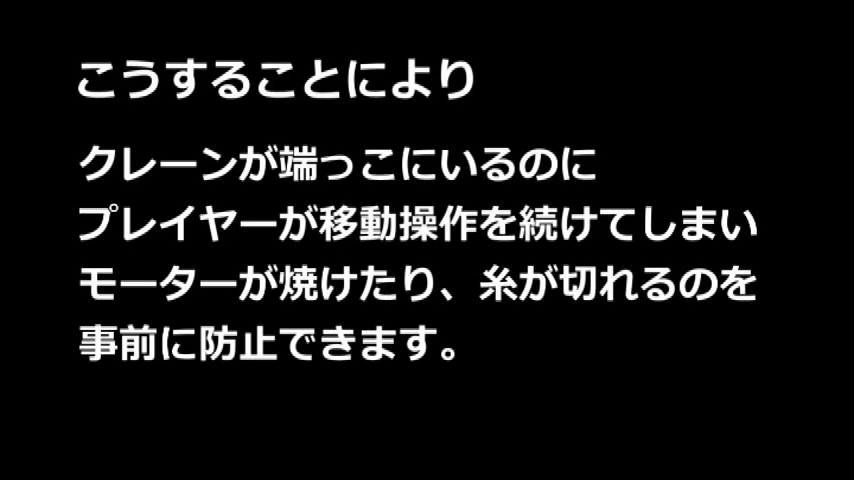 こうすることにより
クレーンが端っこにいるのに
プレイヤーが移動操作を続けてしまい
モーターが焼けたり、糸が切れるのを
事前に防止できます。